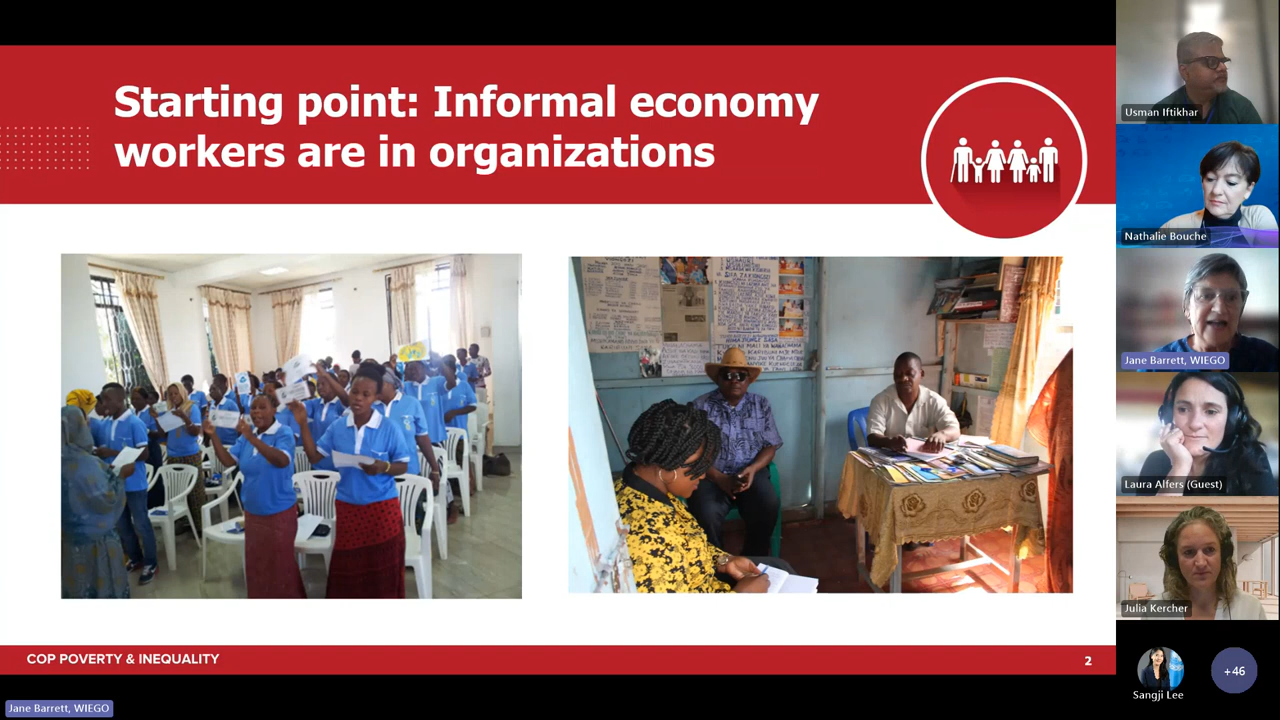 Starting point: Informal economy
workers are in organizations
COP POVERTY & INEQUALITY
2
Jane Barrett, WIEGO
Usman Iftikhar
Nathalie Bouche
Jane Barrett, WIEGO
Laura Alfers (Guest)
Julia Kercher
Sangji Lee
+46